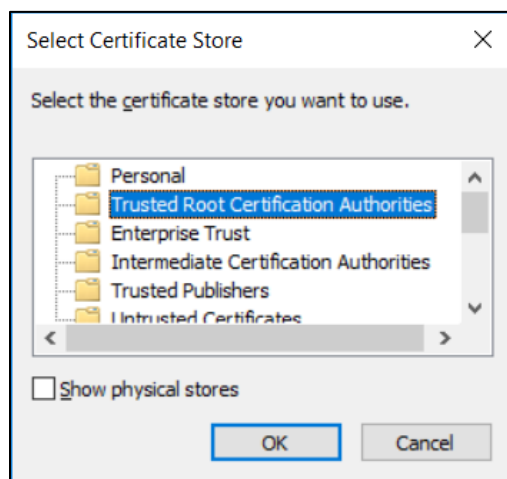 Select Certificate Store
Select the certificate store you want to use.
Personal
Trusted Root Certification Authorities
Enterprise Trust
Intermediate Certification Authorities
Trusted Publishers
Untrusted Certificates
Show physical stores
OK
Cancel